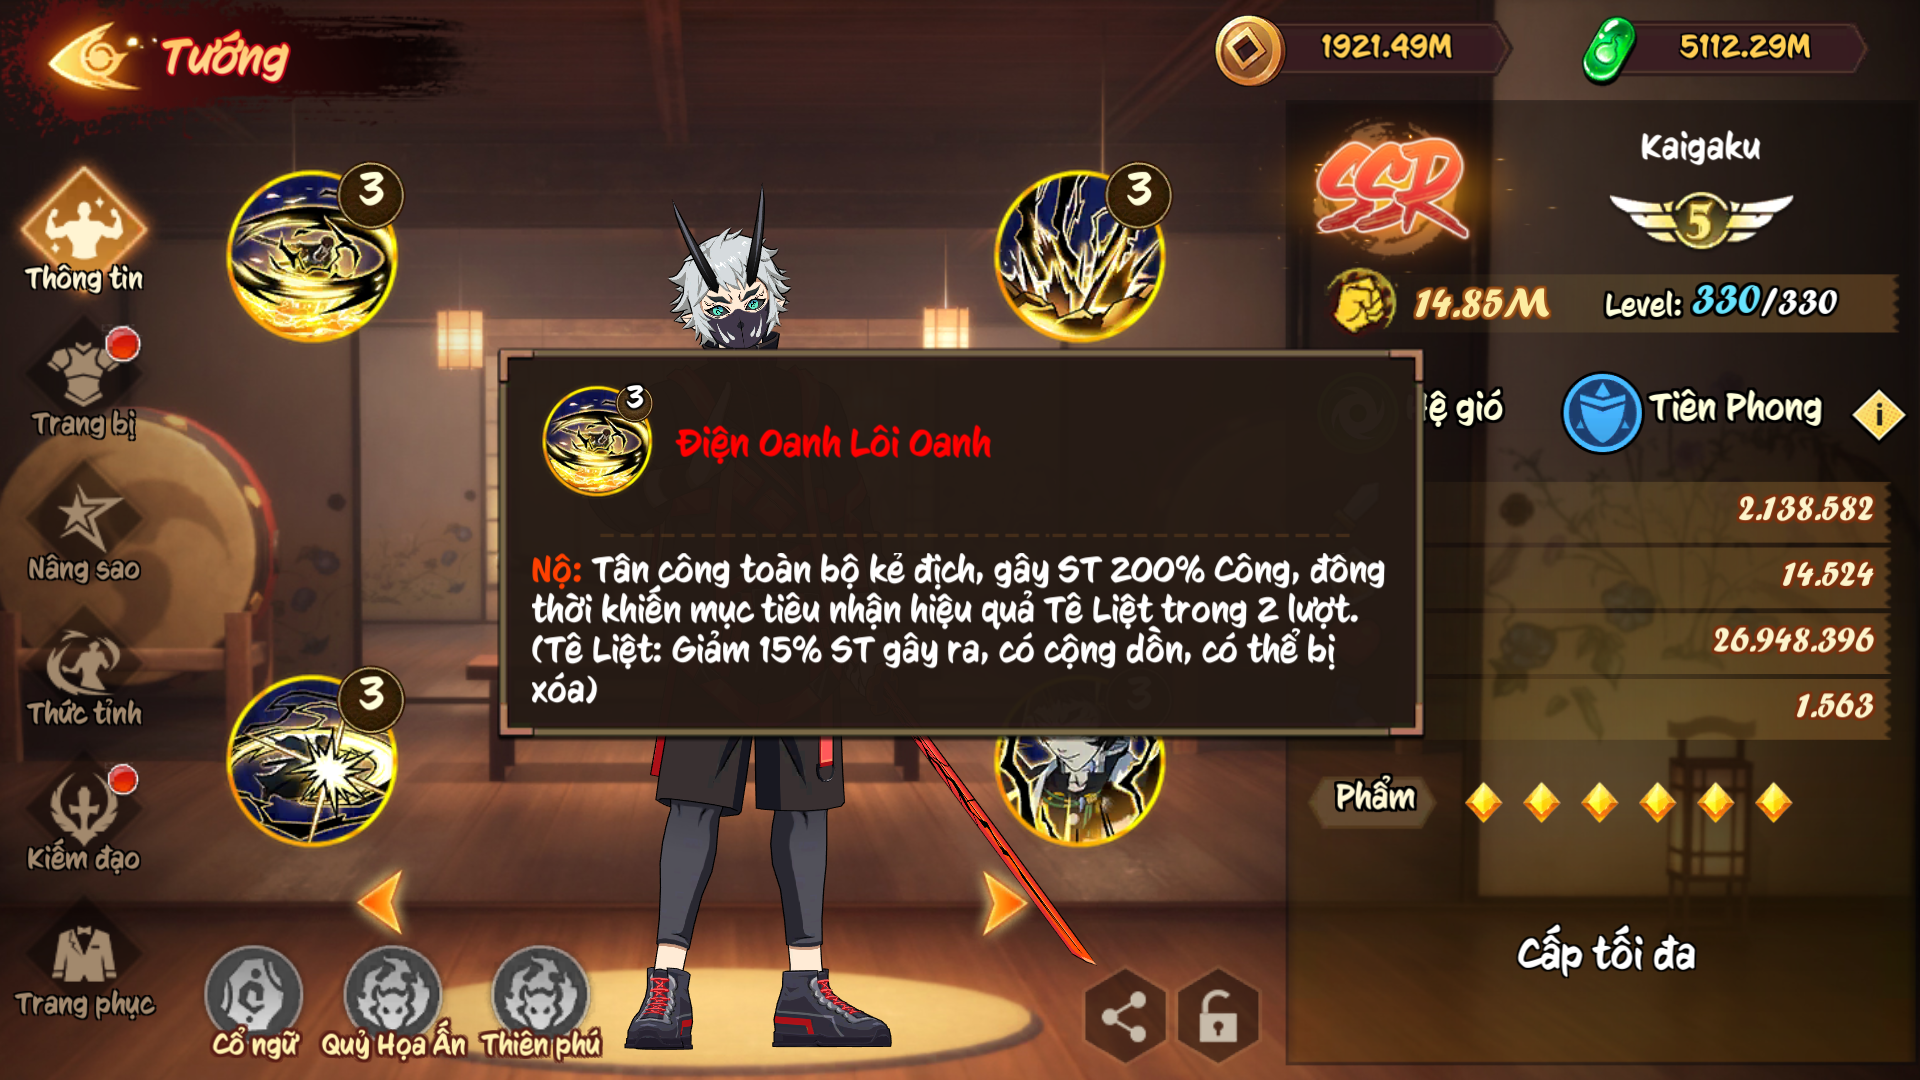 Tướng
1921.49M
5112.29M
Thông tin
Trang bị
Nâng sao
Thức tỉnh
Kiếm đạo
Trang phục
3
3
SSR
Kaigaku
5
14.85M
Level: 330/330
3
Điện Oanh Lôi Oanh
Nộ: Tấn công toàn bộ kẻ địch, gây ST 200% Công, đồng
thời khiến mục tiêu nhận hiệu quả Tê Liệt trong 2 lượt.
(Tê Liệt: Giảm 15% ST gây ra, có cộng dồn, có thể bị
xóa)
ệ gió
Tiên Phong
i
2.138.582
14.524
26.948.396
1.563
3
3
Phẩm
Cấp tối đa
Cổ ngữ
Quỷ Họa Ấn
Thiên phú